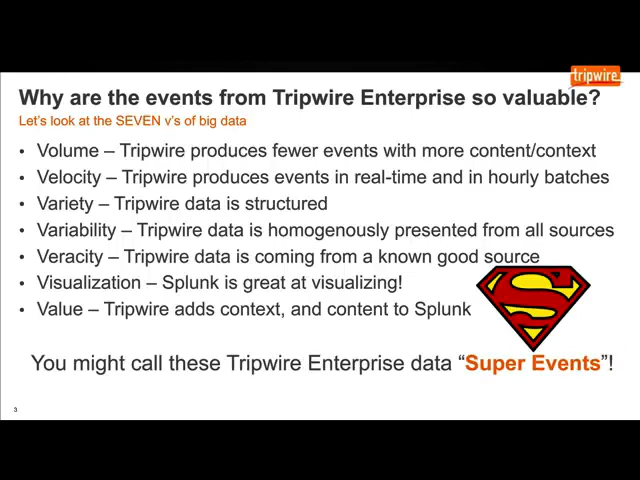 tripwire
Why are the events from Tripwire Enterprise so valuable?
Let's look at the SEVEN v's of big data
• Volume – Tripwire produces fewer events with more content/context
• Velocity – Tripwire produces events in real-time and in hourly batches
• Variety – Tripwire data is structured
• Variability – Tripwire data is homogenously presented from all sources
• Veracity – Tripwire data is coming from a known good source
• Visualization – Splunk is great at visualizing!
• Value – Tripwire adds context, and content to Splunk
S
You might call these Tripwire Enterprise data “Super Events”!
3